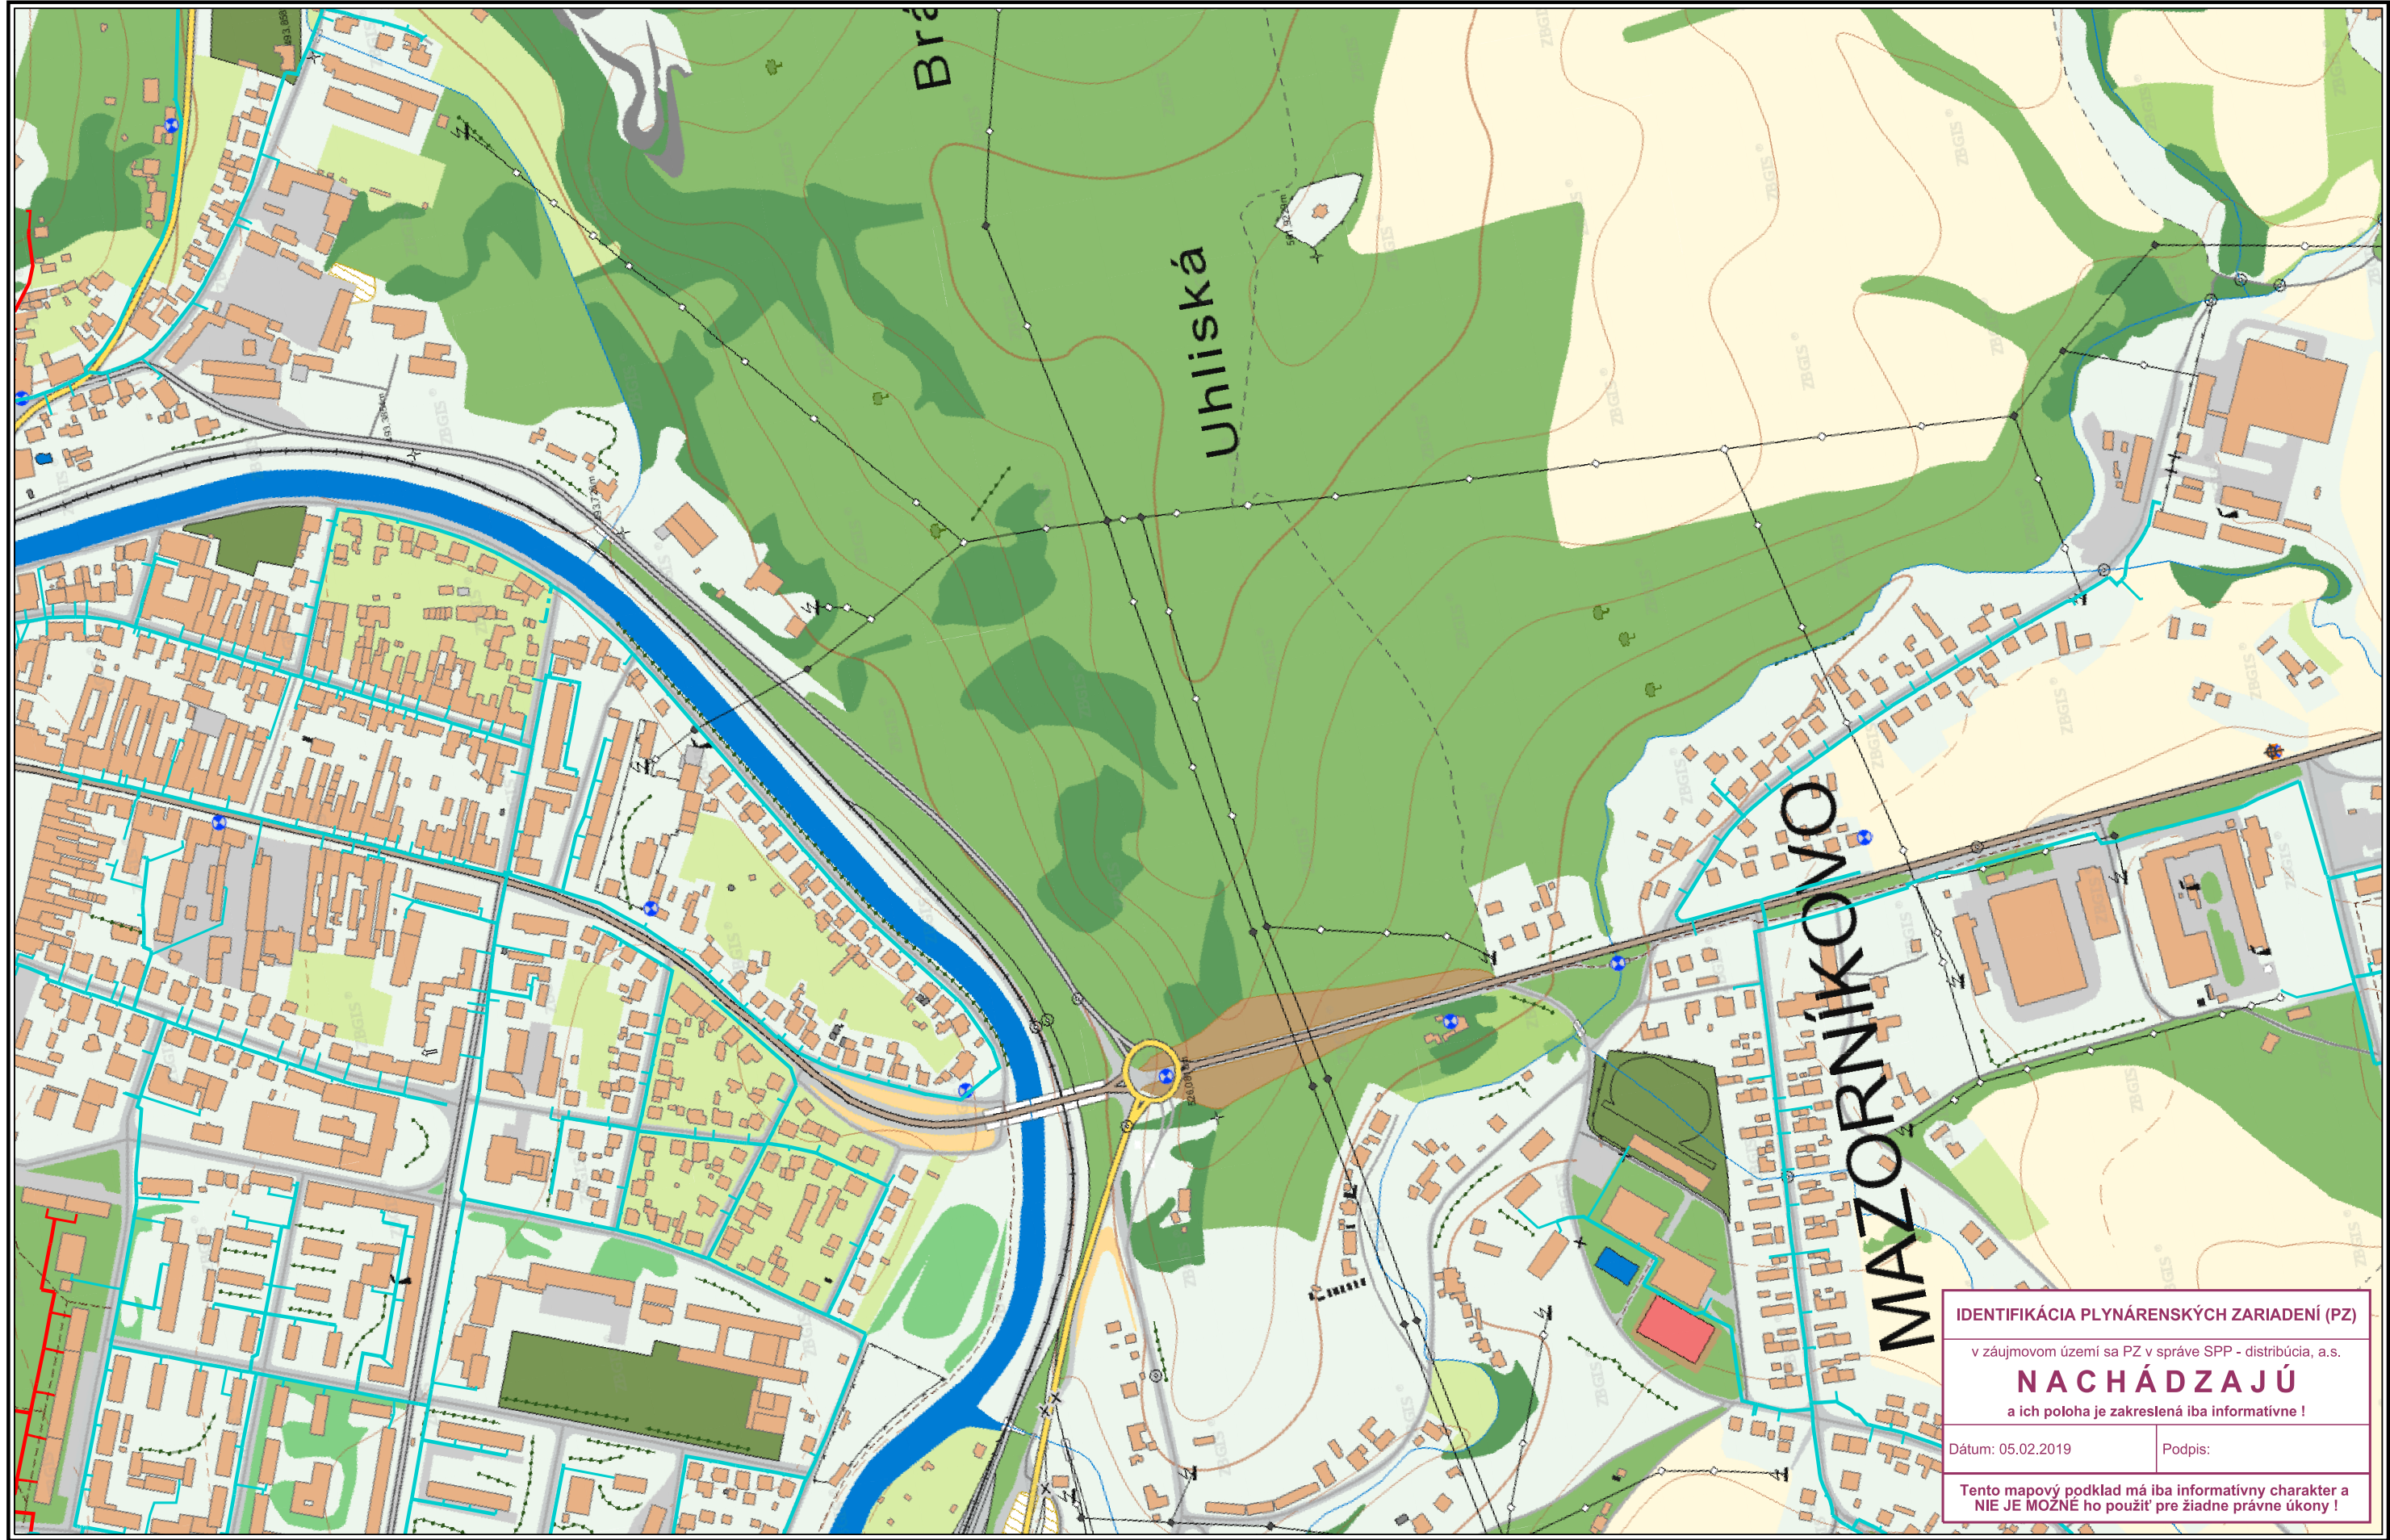 Brá
Uhliská
MAZORNÍKOVO
IDENTIFIKÁCIA PLYNÁRENSKÝCH ZARIADENÍ (PZ)
v záujmovom území sa PZ v správe SPP - distribúcia, a.s.
NACHÁDZAJÚ
a ich poloha je zakreslená iba informatívne !
Dátum: 05.02.2019
Podpis:
Tento mapový podklad má iba informatívny charakter a
NIE JE MOŽNÉ ho použiť pre žiadne právne úkony !
ZBGIS ®